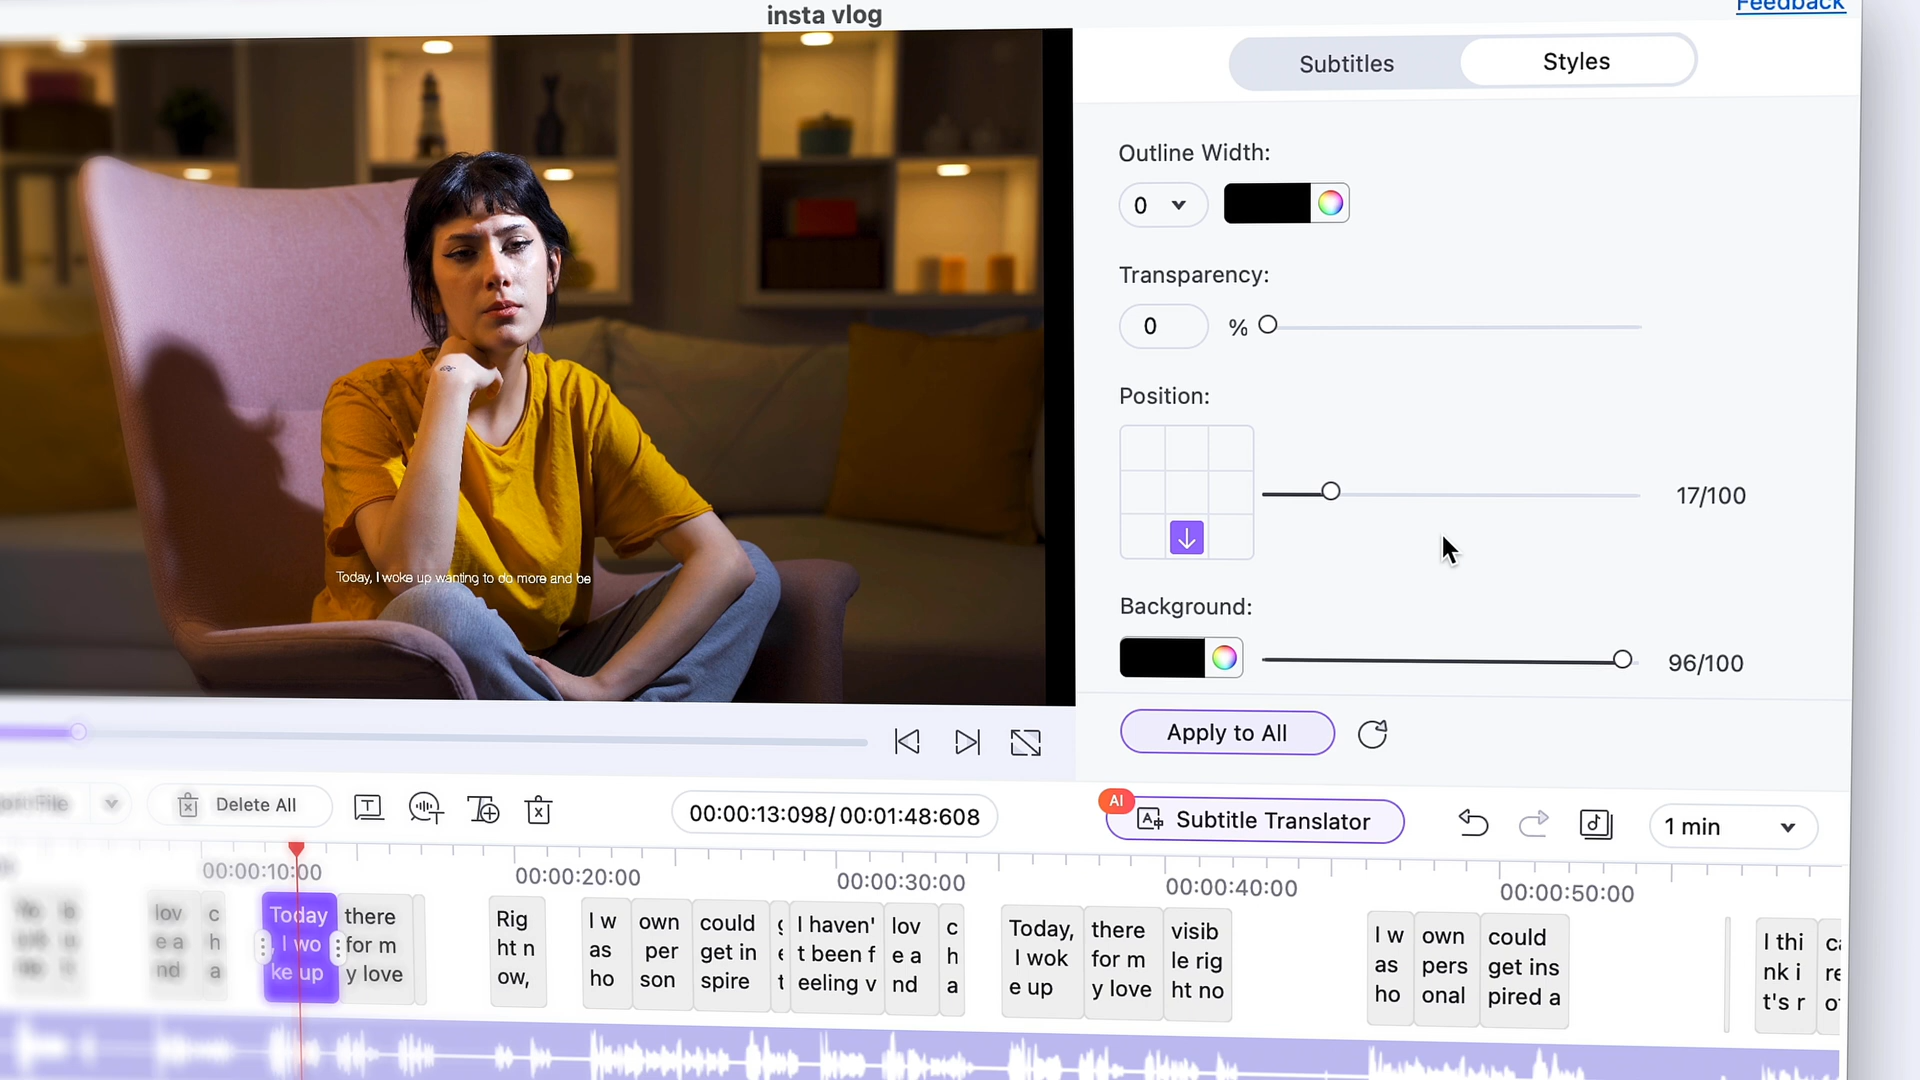 insta vlog
Feedback
Subtitles
Styles
Outline Width:
0
Transparency:
0
%
Position:
17/100
Background:
96/100
Apply to All
Today, I woke up wanting to do more and be
Delete All
00:00:13:098/ 00:01:48:608
AI
Subtitle Translator
1 min
00:00:10:00
00:00:20:00
00:00:30:00
00:00:40:00
00:00:50:00
lov
e a
nd
c
h
a
Today
, I wo
ke up
there
for m
y love
Rig
ht n
ow,
I w
as
ho
own
per
son
could
get in
spire
I haven'
t been f
eeling v
lov
e a
nd
c
h
a
Today,
I wok
e up
there
for m
y love
visib
le rig
ht no
I w
as
ho
own
pers
onal
could
get ins
pired a
I thi
nk i
t's r